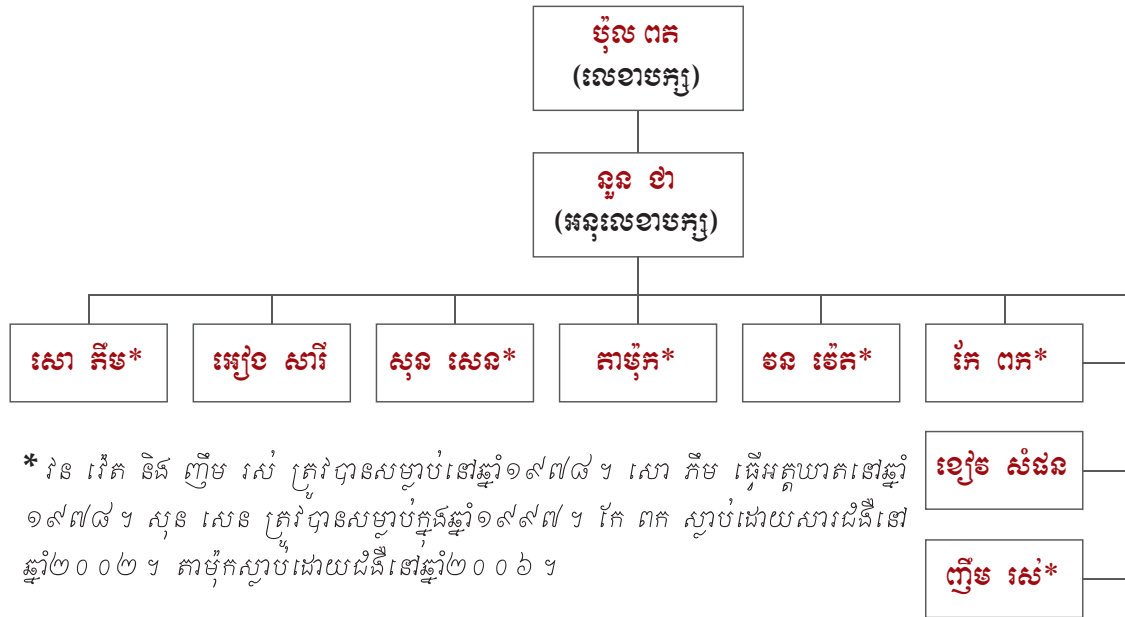 ប៉ុល ពត
(លេខាបក្ស)
នួន ជា
(អនុលេខាបក្ស)
សោ ភឹម*
អៀង សារី
សុន សេន*
តាម៉ុក*
វន វ៉េត*
កែ ពក*
ខៀវ សំផន
ញឹម រស់*
* វន វ៉េត និង ញឹម រស់ ត្រូវបានសម្លាប់នៅឆ្នាំ១៩៧៨ ។ សោ ភឹម ធ្វើអត្តឃាតនៅឆ្នាំ
១៩៧៨ ។ សុន សេន ត្រូវបានសម្លាប់ក្នុងឆ្នាំ១៩៩៧ ។ កែ ពក ស្លាប់ដោយសារជំងឺនៅ
ឆ្នាំ២០០២ ។ តាម៉ុកស្លាប់ដោយជំងឺនៅឆ្នាំ២០០៦ ។